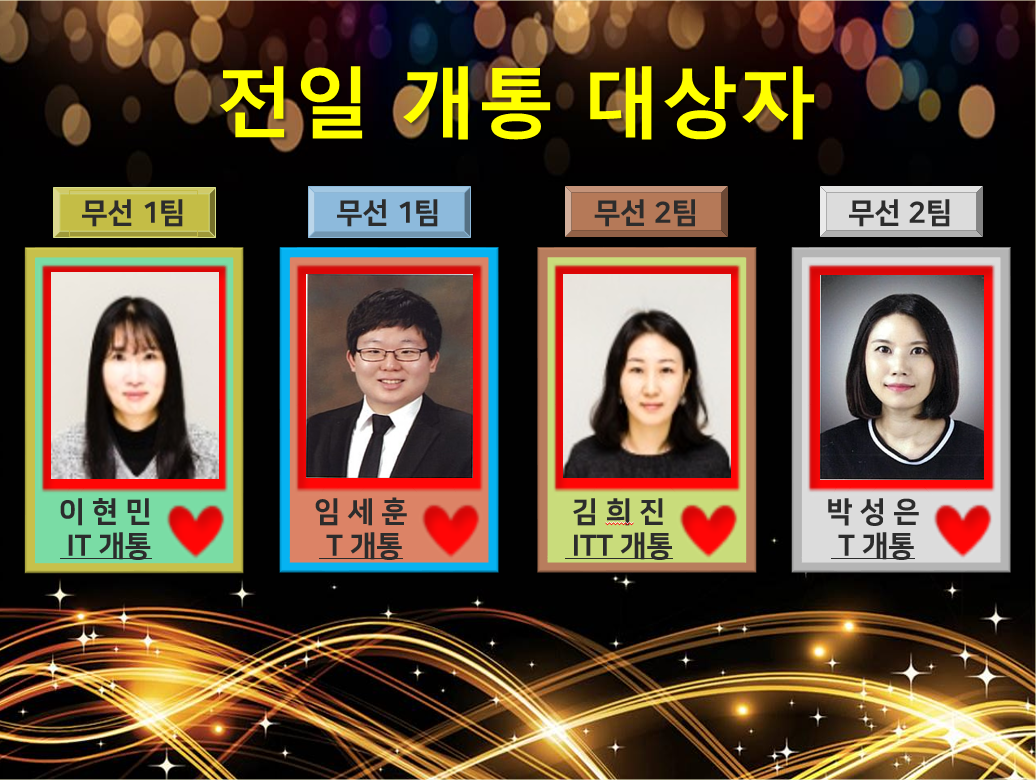 전일 개통 대상자
무선 1팀
무선 1팀
무선 2팀
무선 2팀
이 현 민
IT 개통
임 세 훈
T 개통
김 희 진
ITT 개통
박 성 은
T 개통